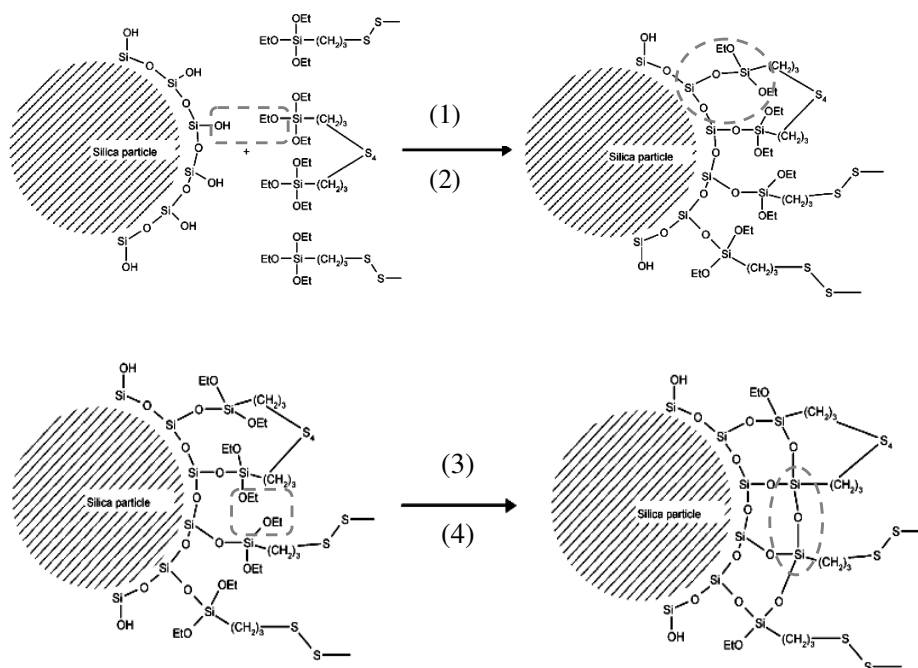 OH
Si
O
Si
OH
O
Si
OH
O
Si
OH
O
Si
OH
O
Si
OH
Silica particle
+
OEt
EtO–Si–(CH₂)₃–S–S
OEt
OEt
EtO–Si–(CH₂)₃
OEt
S₄
OEt
EtO–Si–(CH₂)₃
OEt
OEt
EtO–Si–(CH₂)₃–S–S
OEt
(1)
(2)
OH
Si
O
Si
O
EtO
Si–(CH₂)₃
OEt
S₄
O
Si–O–Si–(CH₂)₃
OEt
OEt
O
Si
O
Si–(CH₂)₃–S–S
OEt
OEt
O
Si
O
OEt
EtO–Si–(CH₂)₃–S–S
O
Si
OH
Silica particle
OH
Si
O
Si
O
EtO
Si–(CH₂)₃
OEt
S₄
O
Si–O–Si–(CH₂)₃
EtO
OEt
O
Si
O
OEt
Si–(CH₂)₃–S–S
OEt
O
Si
O
OEt
EtO–Si–(CH₂)₃–S–S
O
Si
OH
Silica particle
(3)
(4)
OH
Si
O
Si
O
EtO
Si–(CH₂)₃
O
S₄
O
Si–O–Si–(CH₂)₃
O
O
Si
O–Si–(CH₂)₃–S–S
O
O
Si
O
EtO–Si–(CH₂)₃–S–S
O
Si
OH
Silica particle